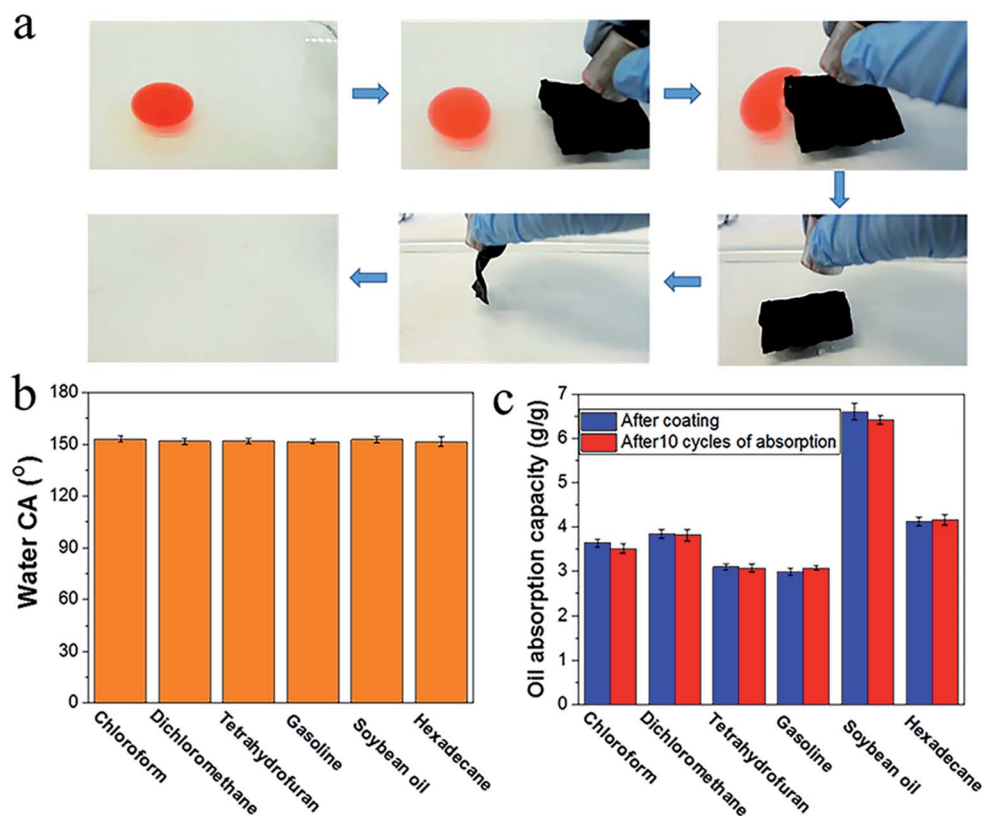 a
b
180
150
120
90
60
30
0
Water CA (°)
Chloroform
Dichloromethane
Tetrahydrofuran
Gasoline
Soybean oil
Hexadecane
c
7
6
5
4
3
2
1
0
Oil absorption capacity (g/g)
After coating
After10 cycles of absorption
Chloroform
Dichloromethane
Tetrahydrofuran
Gasoline
Soybean oil
Hexadecane